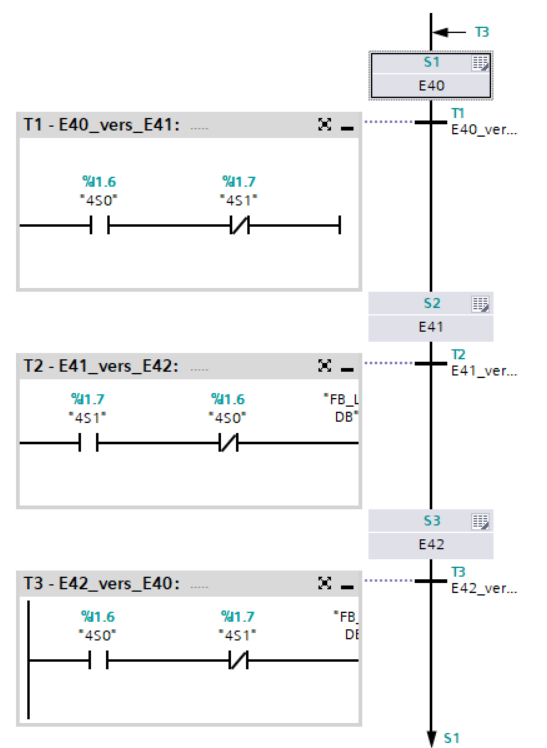 T3
S1
E40
T1 - E40_vers_E41: .....
T1
E40_ver...
%I1.6 %I1.7
"4S0" "4S1"
S2
E41
T2 - E41_vers_E42: .....
T2
E41_ver...
%I1.7 %I1.6 "FB_L
"4S1" "4S0" DB"
S3
E42
T3 - E42_vers_E40: .....
T3
E42_ver...
%I1.6 %I1.7 "FB_
"4S0" "4S1" DB
S1